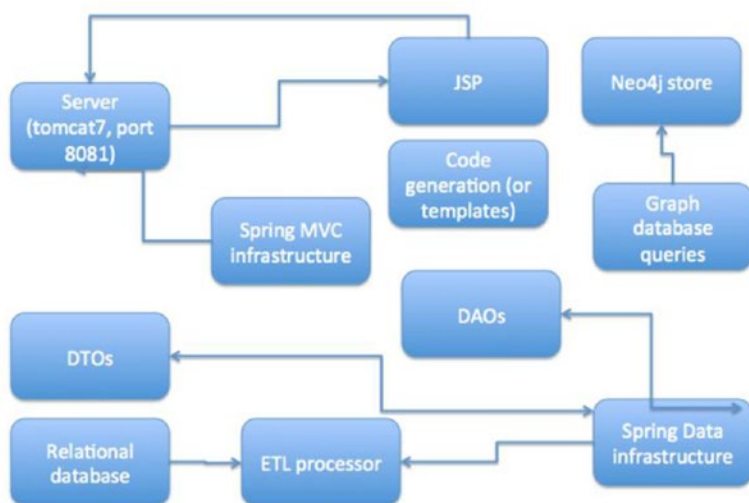 JSP
Neo4j store
Server
(tomcat7, port
8081)
Code
generation (or
templates)
Graph
database
queries
Spring MVC
infrastructure
DAOs
DTOs
Spring Data
infrastructure
Relational
database
ETL processor